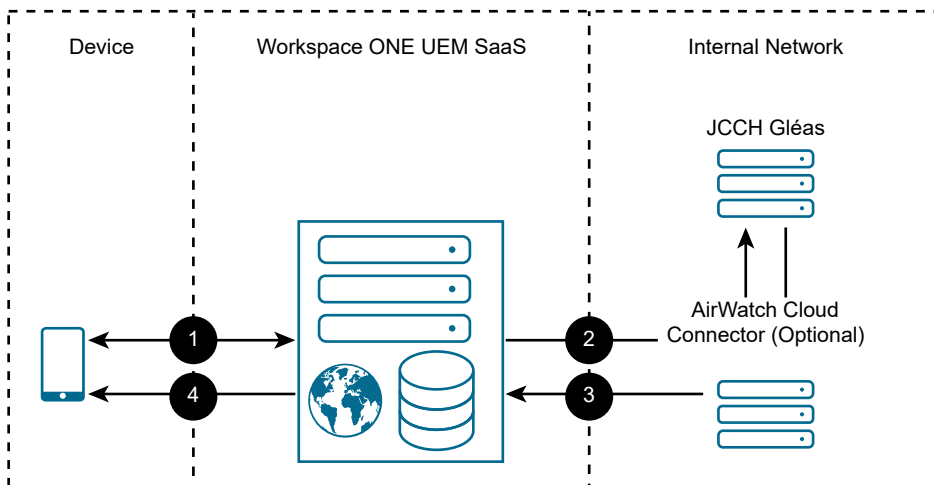 Device
Workspace ONE UEM SaaS
Internal Network
JCCH Gléas
AirWatch Cloud
Connector (Optional)
1
2
4
3